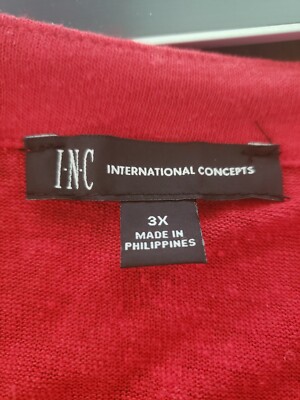 I·N·C INTERNATIONAL CONCEPTS
3X
MADE IN
PHILIPPINES